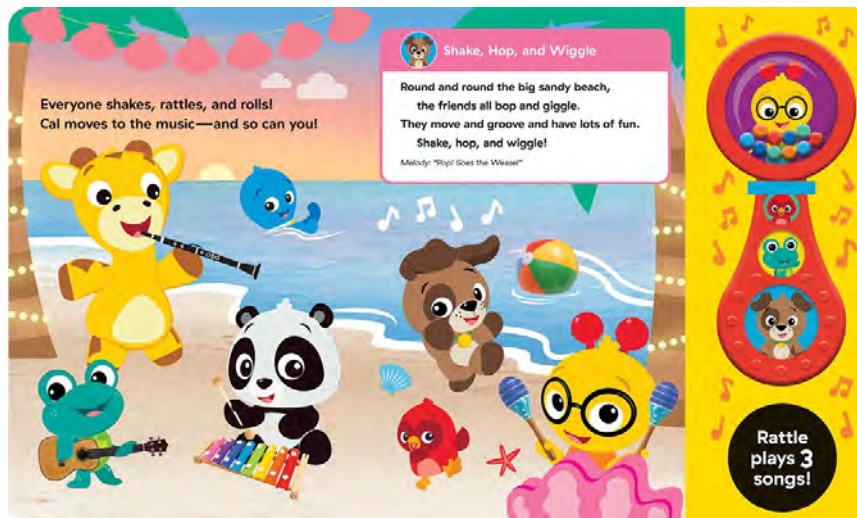 Everyone shakes, rattles, and rolls!
Cal moves to the music—and so can you!
Shake, Hop, and Wiggle
Round and round the big sandy beach,
the friends all bop and giggle.
They move and groove and have lots of fun.
Shake, hop, and wiggle!
Melody: "Pop! Goes the Weasel"
Rattle
plays 3
songs!